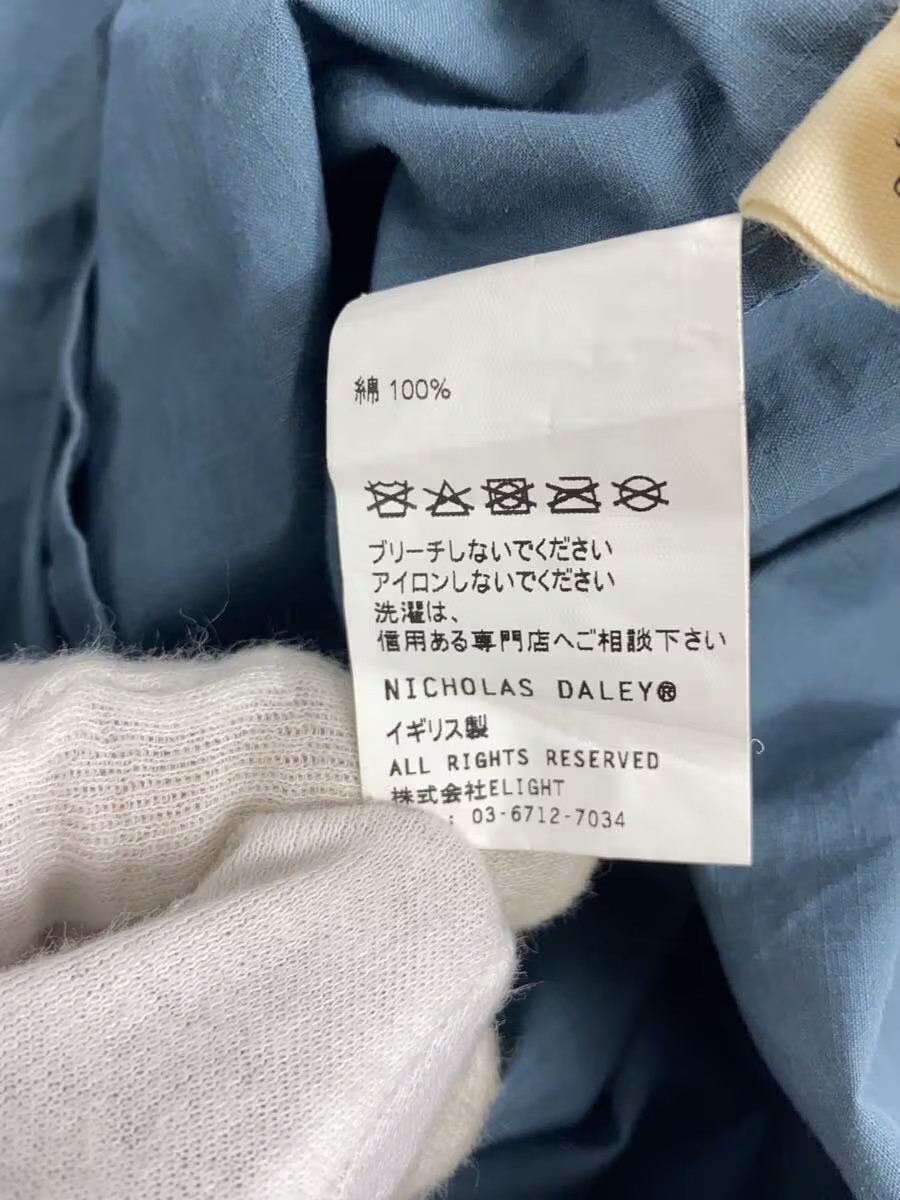 綿 100%
ブリーチしないでください
アイロンしないでください
洗濯は、
信用ある専門店へご相談下さい
NICHOLAS DALEY®
イギリス製
ALL RIGHTS RESERVED
株式会社ELIGHT
: 03-6712-7034